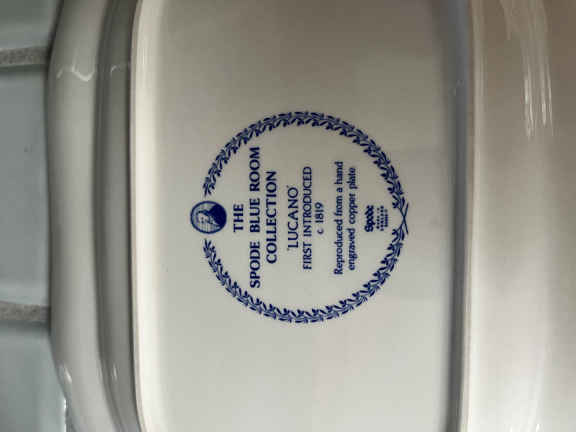 THE
SPODE BLUE ROOM
COLLECTION
'LUCANO'
FIRST INTRODUCED
c. 1819
Reproduced from a hand
engraved copper plate
Spode